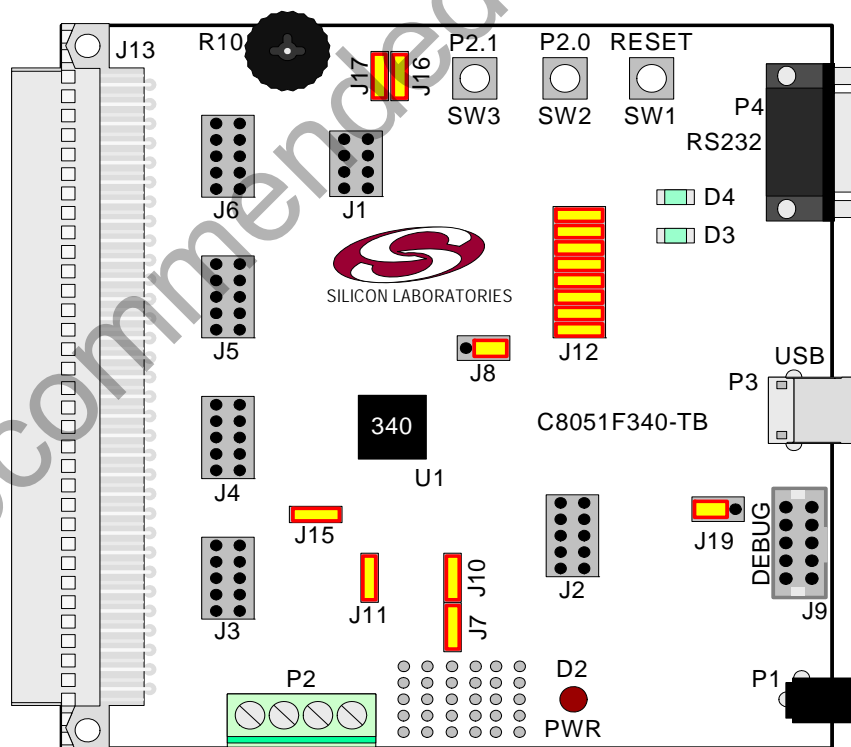 J13
R10
J17
J16
P2.1
P2.0
RESET
SW3
SW2
SW1
P4
RS232
J6
J1
D4
D3
SILICON LABORATORIES
J5
J8
J12
USB
P3
340
C8051F340-TB
U1
J4
J15
J19
DEBUG
J9
J3
J11
J10
J7
J2
P2
D2
PWR
P1
commended